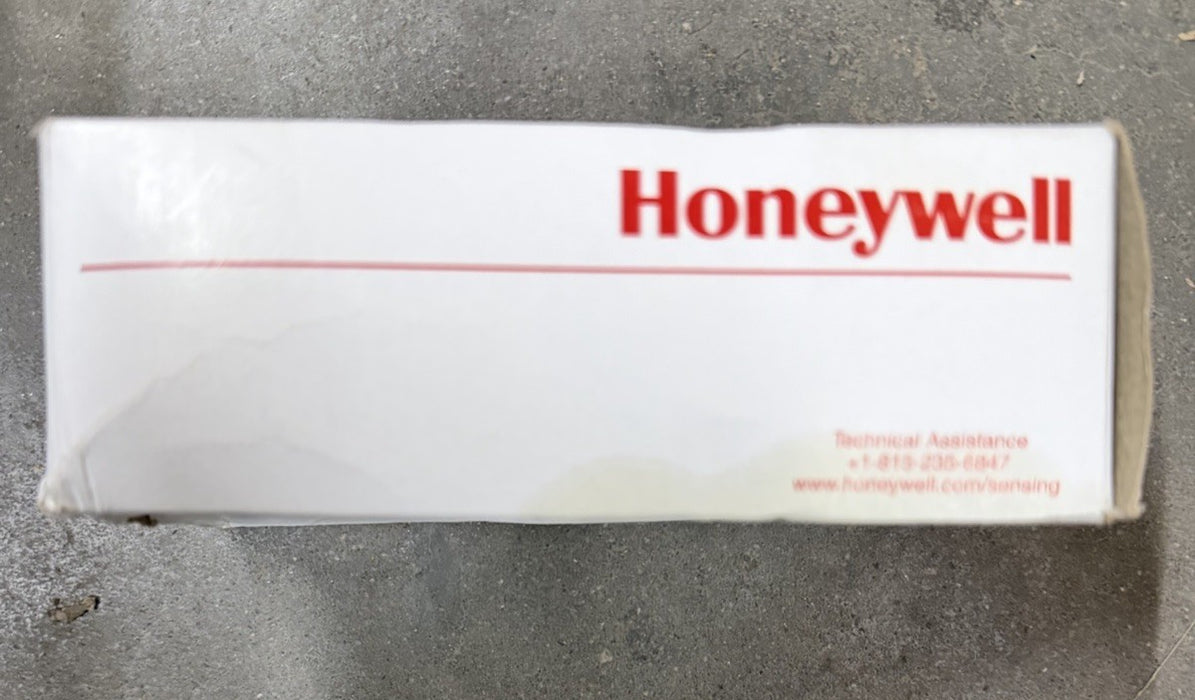 Honeywell
Technical Assistance
+1-815-235-6847
www.honeywell.com/sensing